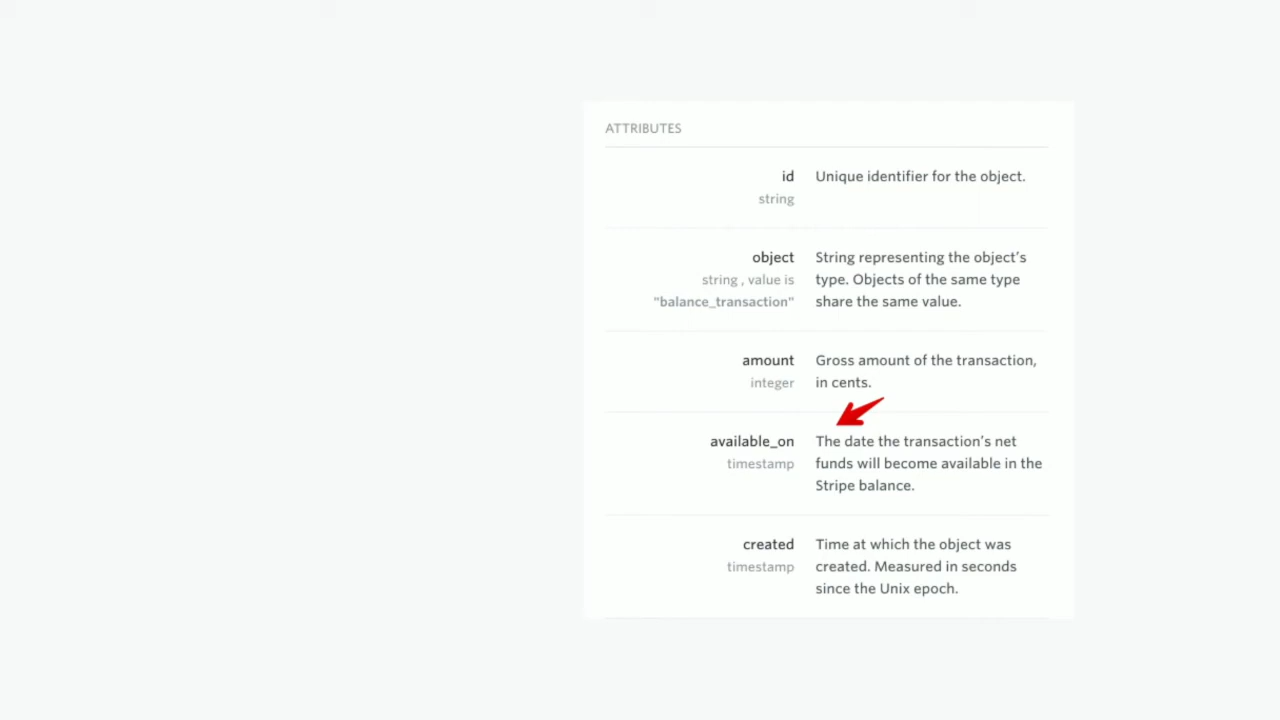 ATTRIBUTES
id
Unique identifier for the object.
string
object
String representing the object's
string , value is
type. Objects of the same type
"balance_transaction"
share the same value.
amount
Gross amount of the transaction,
integer
in cents.
available_on
The date the transaction's net
timestamp
funds will become available in the
Stripe balance.
created
Time at which the object was
timestamp
created. Measured in seconds
since the Unix epoch.